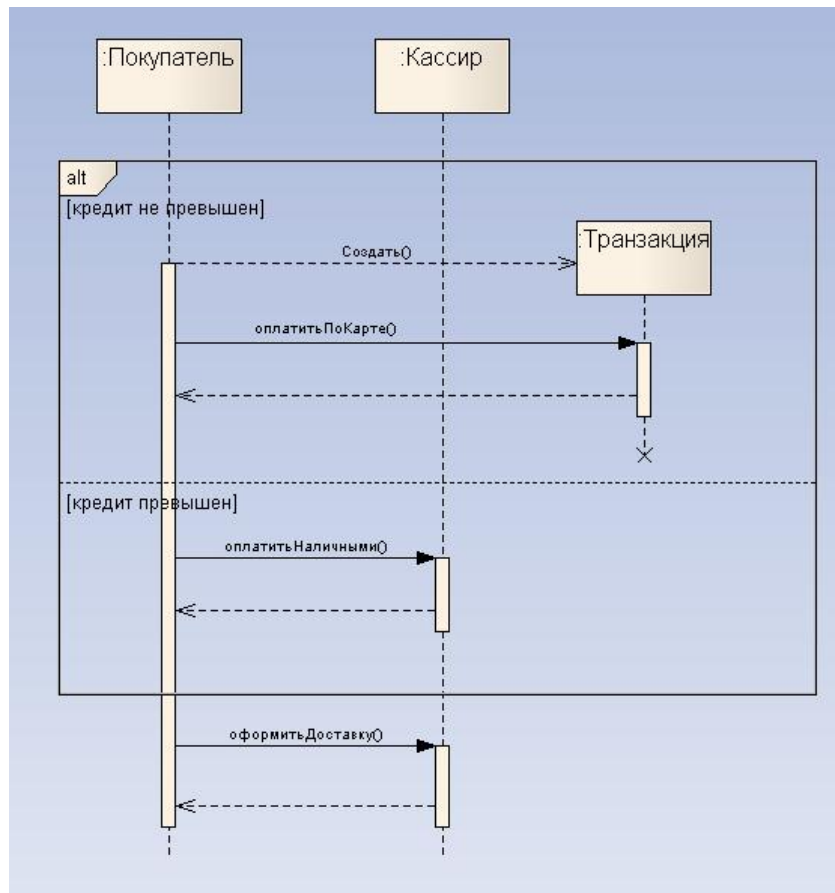 :Покупатель
:Кассир
alt
[кредит не превышен]
:Транзакция
Создать()
оплатитьПоКарте()
[кредит превышен]
оплатитьНаличными()
оформитьДоставку()